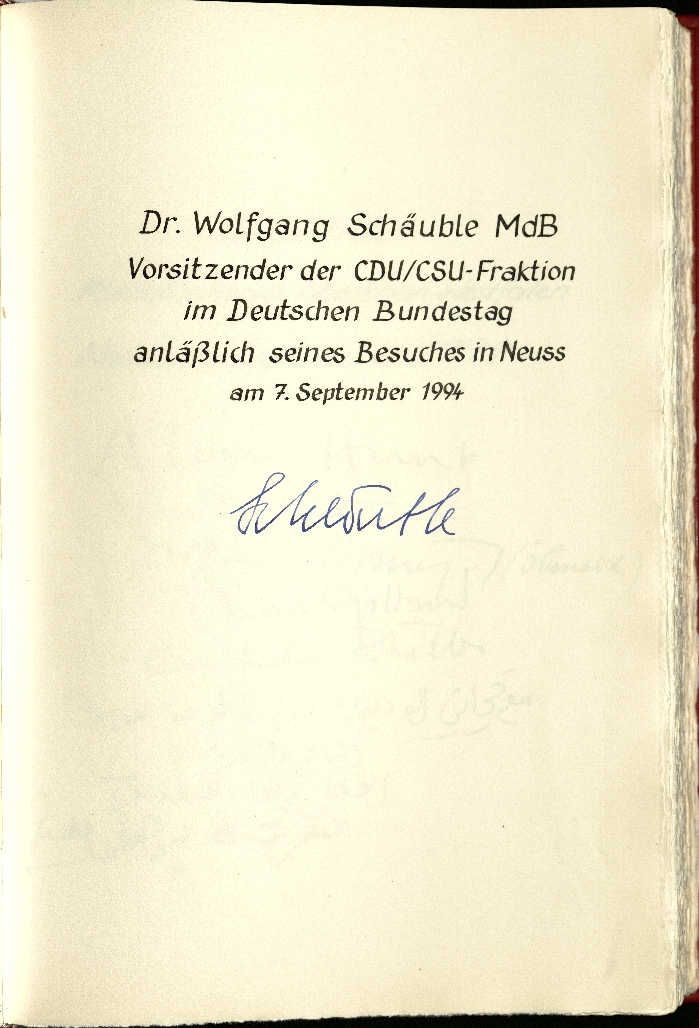 Dr. Wolfgang Schäuble MdB
Vorsitzender der CDU/CSU-Fraktion
im Deutschen Bundestag
anläßlich seines Besuches in Neuss
am 7. September 1994
Schäuble